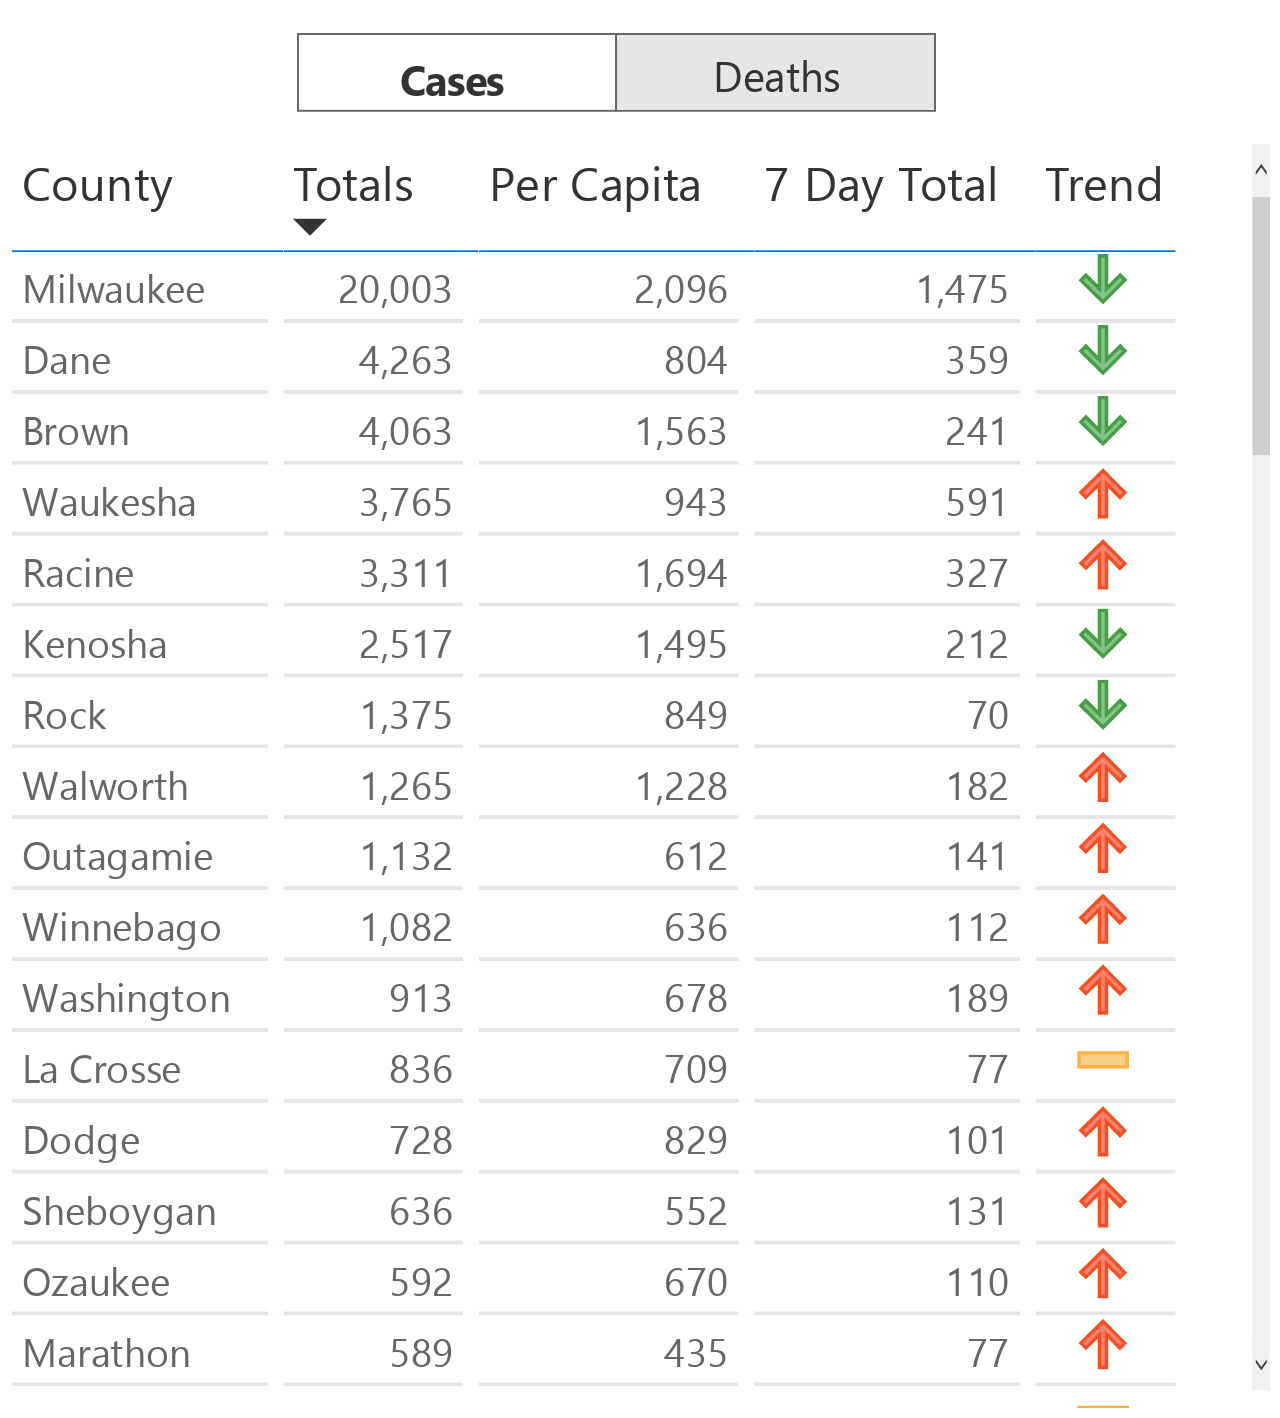 Cases Deaths
County Totals Per Capita 7 Day Total Trend
Milwaukee 20,003 2,096 1,475
Dane 4,263 804 359
Brown 4,063 1,563 241
Waukesha 3,765 943 591
Racine 3,311 1,694 327
Kenosha 2,517 1,495 212
Rock 1,375 849 70
Walworth 1,265 1,228 182
Outagamie 1,132 612 141
Winnebago 1,082 636 112
Washington 913 678 189
La Crosse 836 709 77
Dodge 728 829 101
Sheboygan 636 552 131
Ozaukee 592 670 110
Marathon 589 435 77